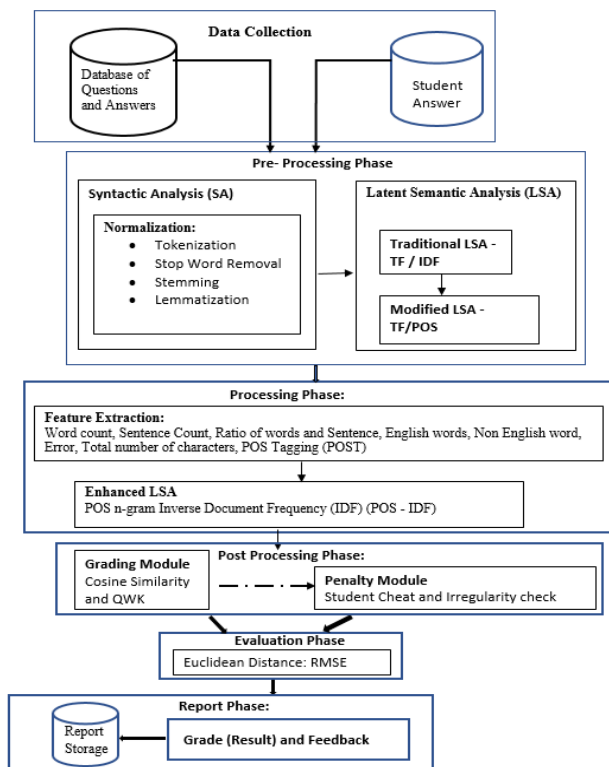 Data Collection
Database of
Questions
and Answers
Student
Answer
Pre- Processing Phase
Syntactic Analysis (SA)
Normalization:
• Tokenization
• Stop Word Removal
• Stemming
• Lemmatization
Latent Semantic Analysis (LSA)
Traditional LSA -
TF / IDF
Modified LSA -
TF/POS
Processing Phase:
Feature Extraction:
Word count, Sentence Count, Ratio of words and Sentence, English words, Non English word,
Error, Total number of characters, POS Tagging (POST)
Enhanced LSA
POS n-gram Inverse Document Frequency (IDF) (POS - IDF)
Post Processing Phase:
Grading Module
Cosine Similarity
and QWK
Penalty Module
Student Cheat and Irregularity check
Evaluation Phase
Euclidean Distance: RMSE
Report Phase:
Report
Storage
Grade (Result) and Feedback